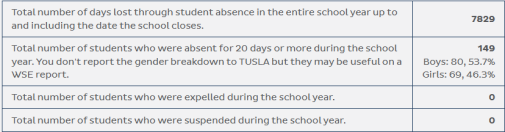 Total number of days lost through student absence in the entire school year up to
and including the date the school closes.
7829
Total number of students who were absent for 20 days or more during the school
year. You don't report the gender breakdown to TUSLA but they may be useful on a
WSE report.
149
Boys: 80, 53.7%
Girls: 69, 46.3%
Total number of students who were expelled during the school year.
0
Total number of students who were suspended during the school year.
0